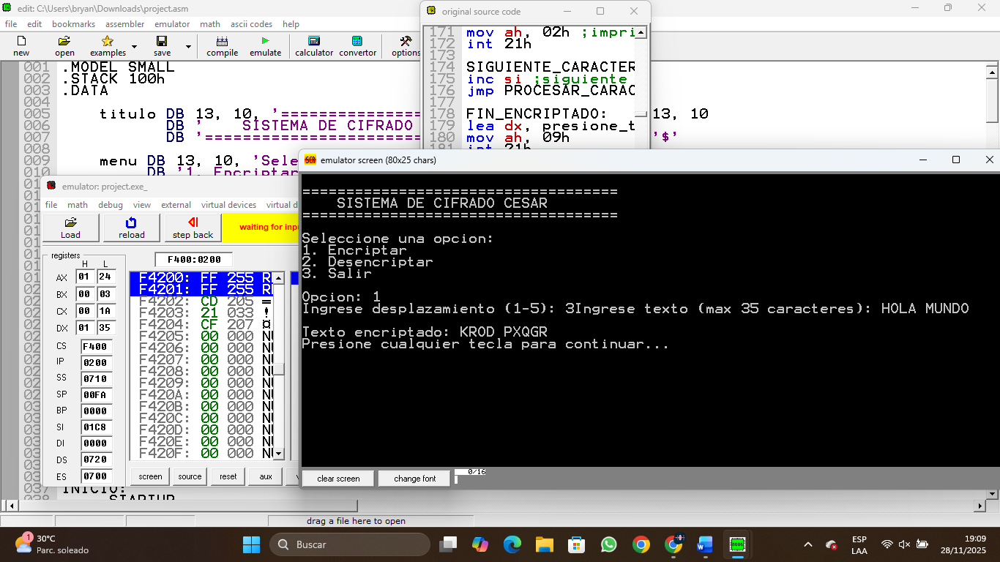 edit: C:\Users\bryan\Downloads\project.asm
file edit bookmarks assembler emulator math ascii codes help
new open examples save compile emulate calculator convertor options
001 .MODEL SMALL
002 .STACK 100h
003 .DATA
004
005 titulo DB 13, 10, '================ 13, 10
006 DB ' SISTEMA DE CIFRADO
007 DB '======================== '$'
008
009 menu DB 13, 10, 'Sele
010 DB '1. Encriptar
037 INICIO:
STARTUP
drag a file here to open
original source code
171 mov ah, 02h ;impri
172 int 21h
173
174 SIGUIENTE_CARACTER
175 inc si ;siguiente
176 jmp PROCESAR_CARAC
177
178 FIN_ENCRIPTADO:
179 lea dx, presione_t
180 mov ah, 09h
181 int 21h
emulator: project.exe_
file math debug view external virtual devices virtual d
Load reload step back waiting for inpu
registers
H L
F400:0200
AX 01 24
BX 00 03
CX 00 1A
DX 01 35
CS F400
IP 0200
SS 0710
SP 00FA
BP 0000
SI 01C8
DI 0000
DS 0720
ES 0700
F4200: FF 255 R
F4201: FF 255 R
F4202: CD 205 =
F4203: 21 033 !
F4204: CF 207 ¤
F4205: 00 000 NU
F4206: 00 000 NU
F4207: 00 000 NU
F4208: 00 000 NU
F4209: 00 000 NU
F420A: 00 000 NU
F420B: 00 000 NU
F420C: 00 000 NU
F420D: 00 000 NU
F420E: 00 000 NU
F420F: 00 000 NU
screen source reset aux
emulator screen (80x25 chars)
====================================
SISTEMA DE CIFRADO CESAR
====================================
Seleccione una opcion:
1. Encriptar
2. Desencriptar
3. Salir
Opcion: 1
Ingrese desplazamiento (1-5): 3Ingrese texto (max 35 caracteres): HOLA MUNDO
Texto encriptado: KROD PXQGR
Presione cualquier tecla para continuar...
clear screen change font 0/16
1
30°C
Parc. soleado
Buscar
ESP
LAA
19:09
28/11/2025